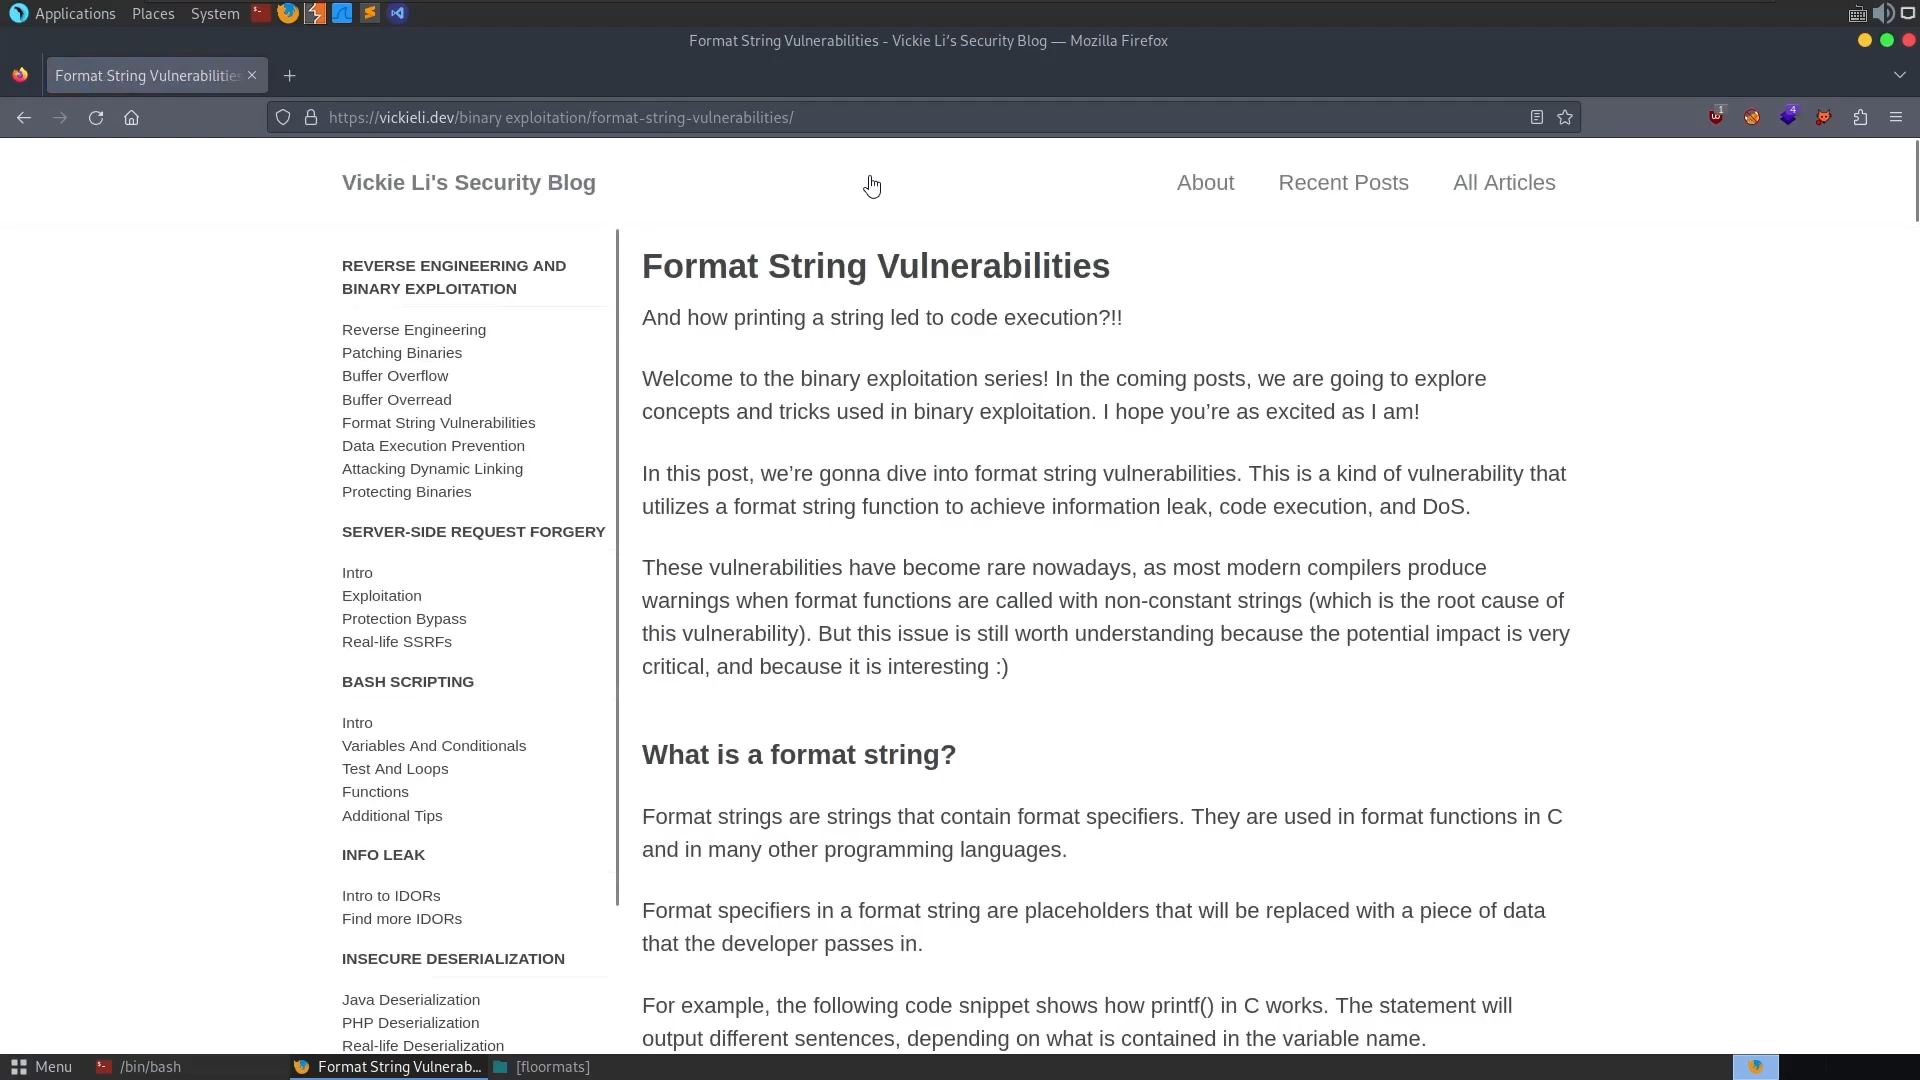 Applications Places System
Format String Vulnerabilities - Vickie Li's Security Blog — Mozilla Firefox
Format String Vulnerabilities
https://vickieli.dev/binary exploitation/format-string-vulnerabilities/
1
4
Vickie Li's Security Blog
About Recent Posts All Articles
REVERSE ENGINEERING AND
BINARY EXPLOITATION
Reverse Engineering
Patching Binaries
Buffer Overflow
Buffer Overread
Format String Vulnerabilities
Data Execution Prevention
Attacking Dynamic Linking
Protecting Binaries
SERVER-SIDE REQUEST FORGERY
Intro
Exploitation
Protection Bypass
Real-life SSRFs
BASH SCRIPTING
Intro
Variables And Conditionals
Test And Loops
Functions
Additional Tips
INFO LEAK
Intro to IDORs
Find more IDORs
INSECURE DESERIALIZATION
Java Deserialization
PHP Deserialization
Real-life Deserialization
Format String Vulnerabilities
And how printing a string led to code execution?!!
Welcome to the binary exploitation series! In the coming posts, we are going to explore
concepts and tricks used in binary exploitation. I hope you’re as excited as I am!
In this post, we’re gonna dive into format string vulnerabilities. This is a kind of vulnerability that
utilizes a format string function to achieve information leak, code execution, and DoS.
These vulnerabilities have become rare nowadays, as most modern compilers produce
warnings when format functions are called with non-constant strings (which is the root cause of
this vulnerability). But this issue is still worth understanding because the potential impact is very
critical, and because it is interesting :)
What is a format string?
Format strings are strings that contain format specifiers. They are used in format functions in C
and in many other programming languages.
Format specifiers in a format string are placeholders that will be replaced with a piece of data
that the developer passes in.
For example, the following code snippet shows how printf() in C works. The statement will
output different sentences, depending on what is contained in the variable name.
Menu /bin/bash Format String Vulnerab... [floormats]